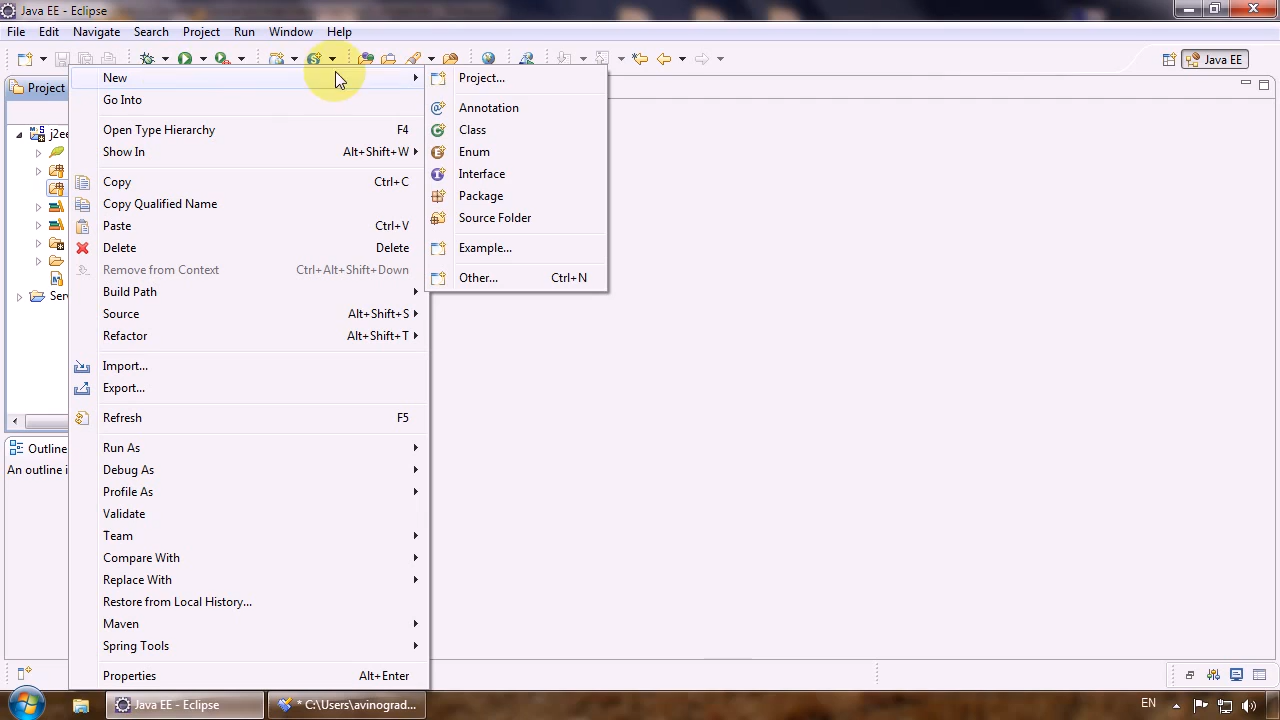 Java EE - Eclipse
File Edit Navigate Search Project Run Window Help
Java EE
Project
New
Go Into
Open Type Hierarchy F4
Show In Alt+Shift+W
Copy Ctrl+C
Copy Qualified Name
Paste Ctrl+V
Delete Delete
Remove from Context Ctrl+Alt+Shift+Down
Build Path
Source Alt+Shift+S
Refactor Alt+Shift+T
Import...
Export...
Refresh F5
Run As
Debug As
Profile As
Validate
Team
Compare With
Replace With
Restore from Local History...
Maven
Spring Tools
Properties Alt+Enter
Project...
Annotation
Class
Enum
Interface
Package
Source Folder
Example...
Other... Ctrl+N
j2ee
Serv
Outline
An outline i
Java EE - Eclipse
* C:\Users\avinograd...
EN